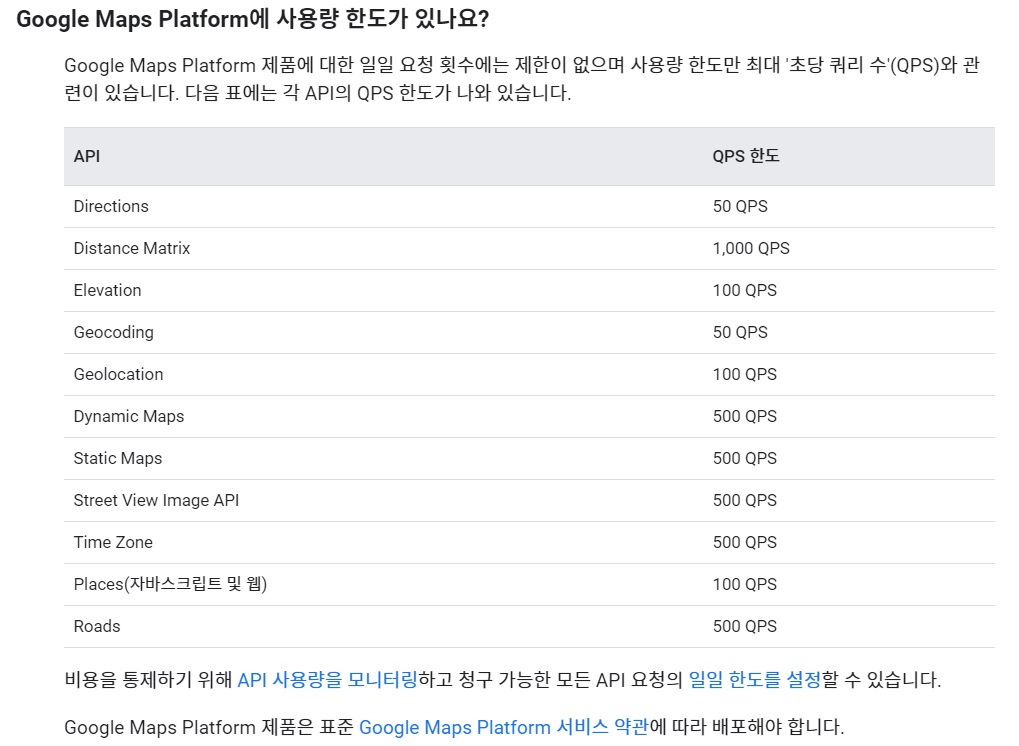 Google Maps Platform에 사용량 한도가 있나요?
Google Maps Platform 제품에 대한 일일 요청 횟수에는 제한이 없으며 사용량 한도만 최대 '초당 쿼리 수'(QPS)와 관
련이 있습니다. 다음 표에는 각 API의 QPS 한도가 나와 있습니다.
API QPS 한도
Directions 50 QPS
Distance Matrix 1,000 QPS
Elevation 100 QPS
Geocoding 50 QPS
Geolocation 100 QPS
Dynamic Maps 500 QPS
Static Maps 500 QPS
Street View Image API 500 QPS
Time Zone 500 QPS
Places(자바스크립트 및 웹) 100 QPS
Roads 500 QPS
비용을 통제하기 위해 API 사용량을 모니터링하고 청구 가능한 모든 API 요청의 일일 한도를 설정할 수 있습니다.
Google Maps Platform 제품은 표준 Google Maps Platform 서비스 약관에 따라 배포해야 합니다.